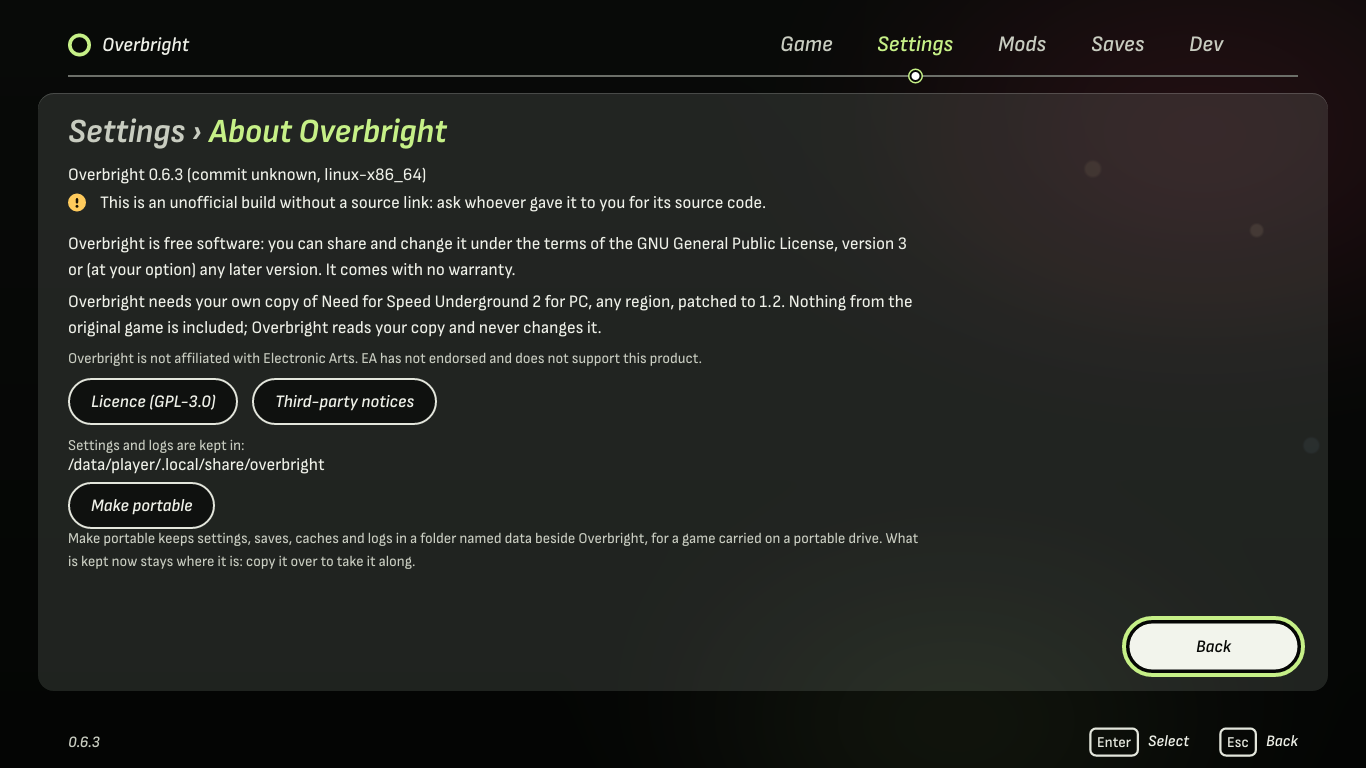 Overbright
Game
Settings
Mods
Saves
Dev
Settings › About Overbright
Overbright 0.6.3 (commit unknown, linux-x86_64)
This is an unofficial build without a source link: ask whoever gave it to you for its source code.
Overbright is free software: you can share and change it under the terms of the GNU General Public License, version 3
or (at your option) any later version. It comes with no warranty.
Overbright needs your own copy of Need for Speed Underground 2 for PC, any region, patched to 1.2. Nothing from the
original game is included; Overbright reads your copy and never changes it.
Overbright is not affiliated with Electronic Arts. EA has not endorsed and does not support this product.
Licence (GPL-3.0)
Third-party notices
Settings and logs are kept in:
/data/player/.local/share/overbright
Make portable
Make portable keeps settings, saves, caches and logs in a folder named data beside Overbright, for a game carried on a portable drive. What
is kept now stays where it is: copy it over to take it along.
Back
0.6.3
Enter Select
Esc Back